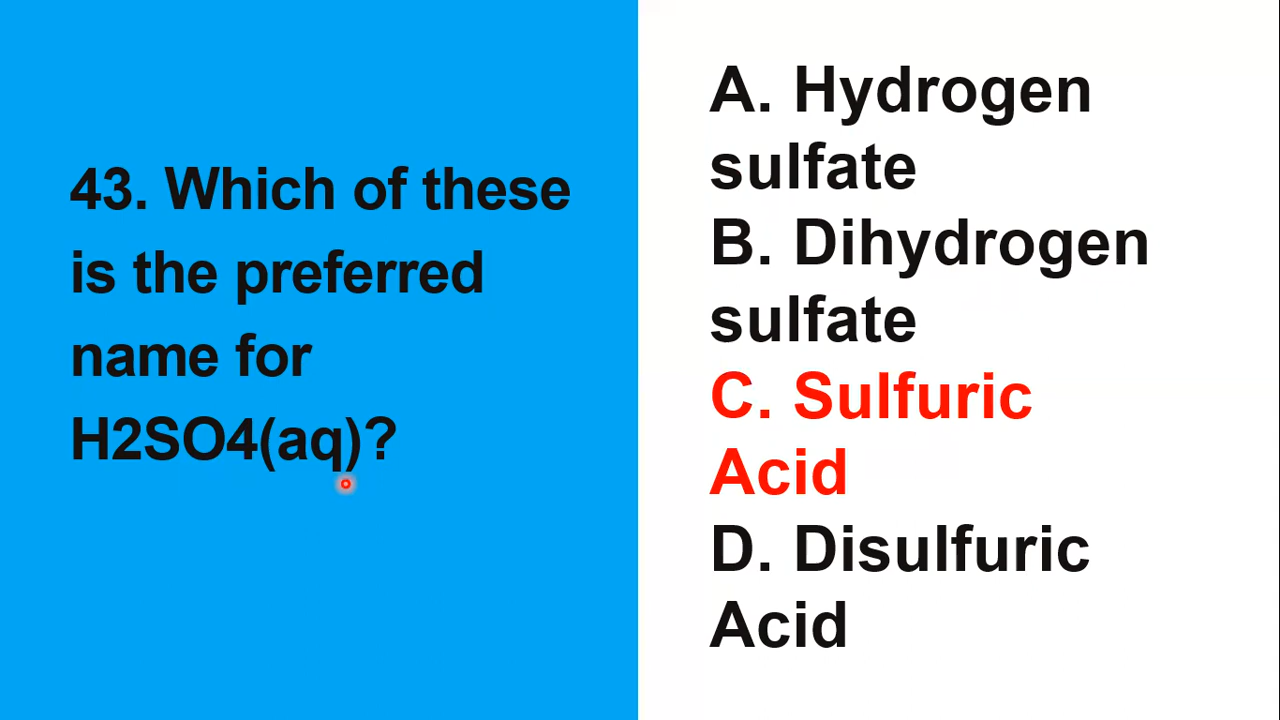 43. Which of these
is the preferred
name for
H2SO4(aq)?
A. Hydrogen
sulfate
B. Dihydrogen
sulfate
C. Sulfuric
Acid
D. Disulfuric
Acid